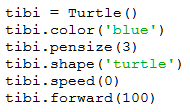 tibi = Turtle()
tibi.color('blue')
tibi.pensize(3)
tibi.shape('turtle')
tibi.speed(0)
tibi.forward(100)